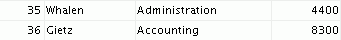 35 Whalen Administration 4400
36 Gietz Accounting 8300